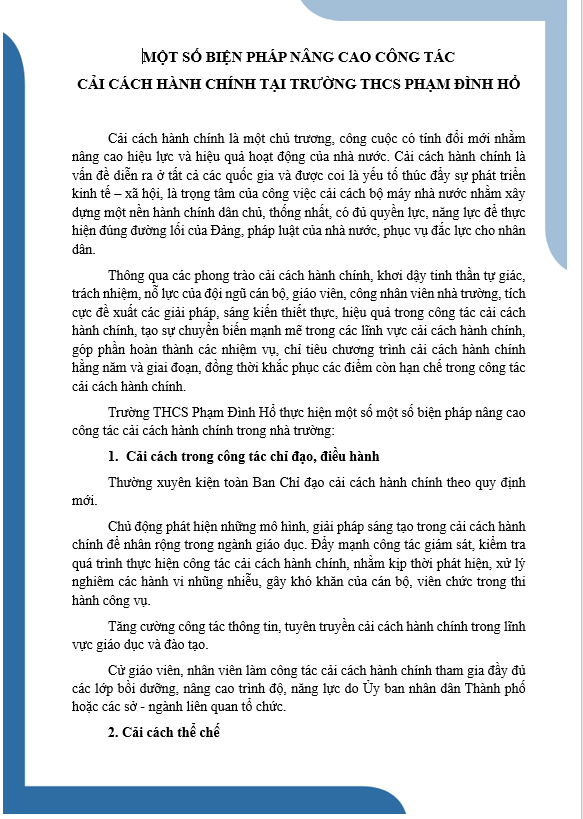 MỘT SỐ BIỆN PHÁP NÂNG CAO CÔNG TÁC
CẢI CÁCH HÀNH CHÍNH TẠI TRƯỜNG THCS PHẠM ĐÌNH HỔ
Cải cách hành chính là một chủ trương, công cuộc có tính đổi mới nhằm
nâng cao hiệu lực và hiệu quả hoạt động của nhà nước. Cải cách hành chính là
vấn đề diễn ra ở tất cả các quốc gia và được coi là yếu tố thúc đẩy sự phát triển
kinh tế – xã hội, là trọng tâm của công việc cải cách bộ máy nhà nước nhằm xây
dựng một nền hành chính dân chủ, thống nhất, có đủ quyền lực, năng lực để thực
hiện đúng đường lối của Đảng, pháp luật của nhà nước, phục vụ đắc lực cho nhân
dân.
Thông qua các phong trào cải cách hành chính, khơi dậy tinh thần tự giác,
trách nhiệm, nỗ lực của đội ngũ cán bộ, giáo viên, công nhân viên nhà trường, tích
cực đề xuất các giải pháp, sáng kiến thiết thực, hiệu quả trong công tác cải cách
hành chính, tạo sự chuyển biến mạnh mẽ trong các lĩnh vực cải cách hành chính,
góp phần hoàn thành các nhiệm vụ, chỉ tiêu chương trình cải cách hành chính
hằng năm và giai đoạn, đồng thời khắc phục các điểm còn hạn chế trong công tác
cải cách hành chính.
Trường THCS Phạm Đình Hổ thực hiện một số một số biện pháp nâng cao
công tác cải cách hành chính trong nhà trường:
1. Cải cách trong công tác chỉ đạo, điều hành
Thường xuyên kiện toàn Ban Chỉ đạo cải cách hành chính theo quy định
mới.
Chủ động phát hiện những mô hình, giải pháp sáng tạo trong cải cách hành
chính để nhân rộng trong ngành giáo dục. Đẩy mạnh công tác giám sát, kiểm tra
quá trình thực hiện công tác cải cách hành chính, nhằm kịp thời phát hiện, xử lý
nghiêm các hành vi nhũng nhiễu, gây khó khăn của cán bộ, viên chức trong thi
hành công vụ.
Tăng cường công tác thông tin, tuyên truyền cải cách hành chính trong lĩnh
vực giáo dục và đào tạo.
Cử giáo viên, nhân viên làm công tác cải cách hành chính tham gia đầy đủ
các lớp bồi dưỡng, nâng cao trình độ, năng lực do Ủy ban nhân dân Thành phố
hoặc các sở - ngành liên quan tổ chức.
2. Cải cách thể chế